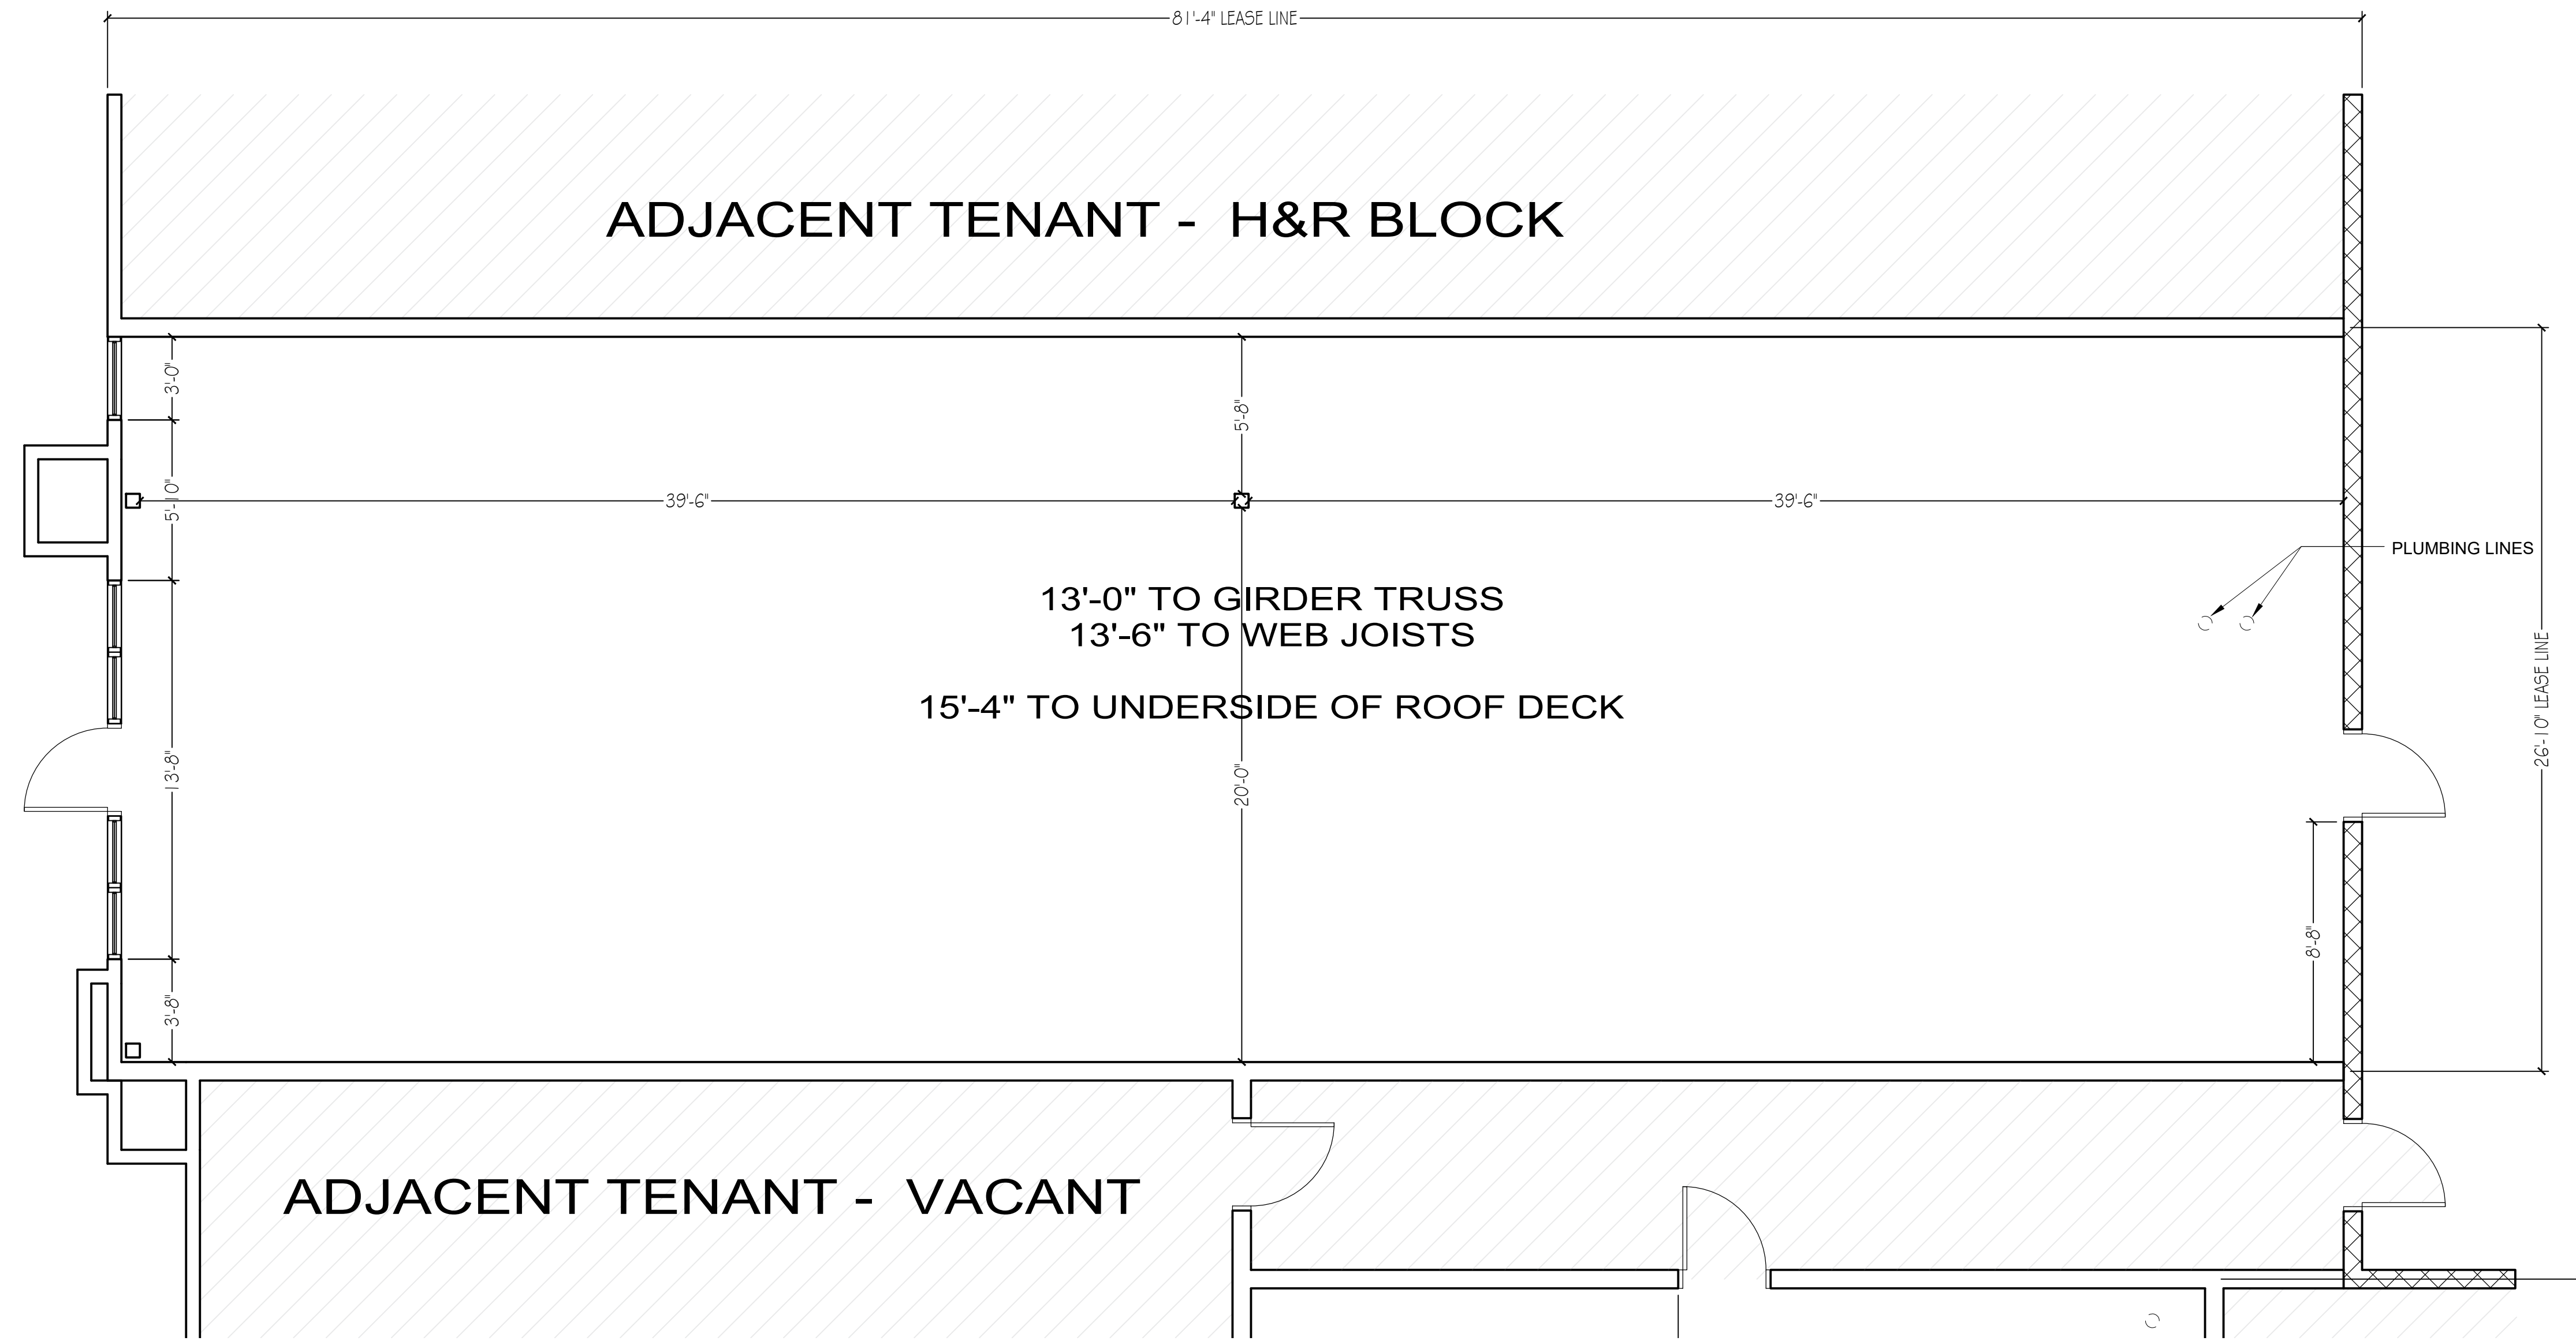 81'-4" LEASE LINE
ADJACENT TENANT - H&R BLOCK
3'-0"
5'-8"
5'-10"
39'-6"
39'-6"
PLUMBING LINES
13'-0" TO GIRDER TRUSS
13'-6" TO WEB JOISTS
26'-10" LEASE LINE
15'-4" TO UNDERSIDE OF ROOF DECK
13'-8"
20'-0"
8'-8"
3'-8"
ADJACENT TENANT - VACANT